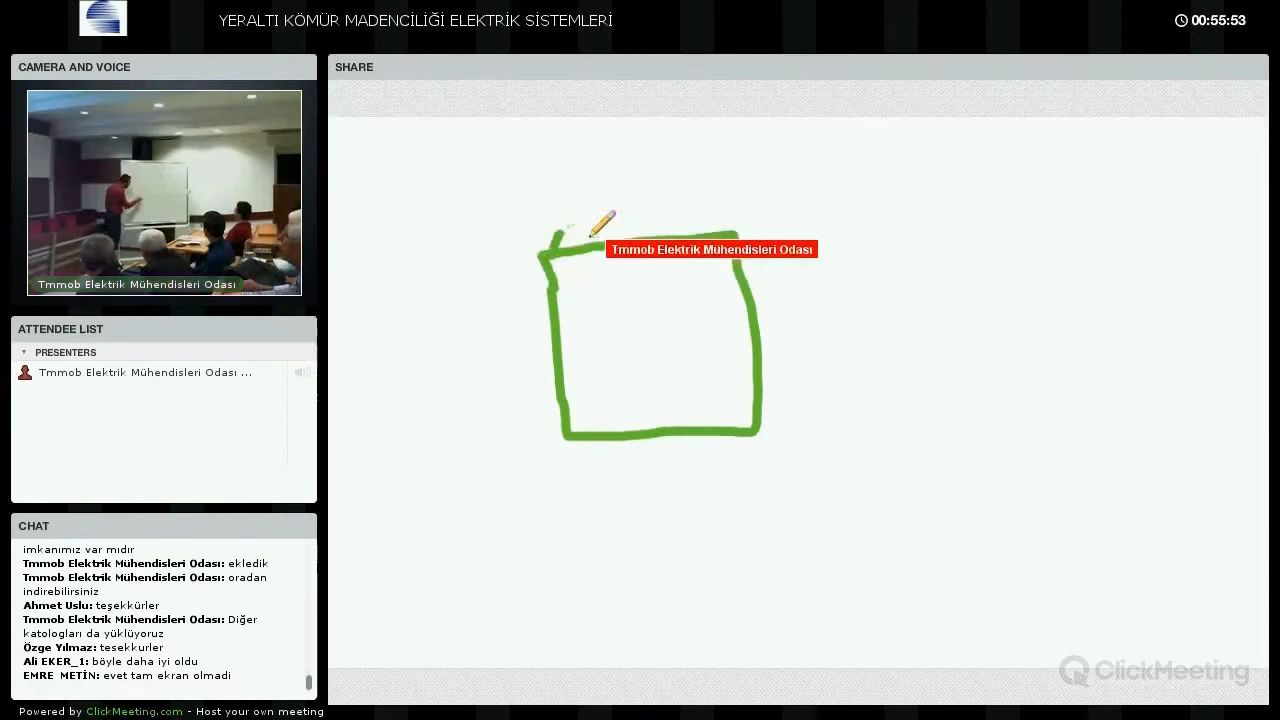 YERALTI KÖMÜR MADENCİLİĞİ ELEKTRİK SİSTEMLERİ
00:55:53
CAMERA AND VOICE
SHARE
Tmmob Elektrik Mühendisleri Odası
Tmmob Elektrik Mühendisleri Odası
ATTENDEE LIST
PRESENTERS
Tmmob Elektrik Mühendisleri Odası ...
CHAT
imkanımız var mıdır
Tmmob Elektrik Mühendisleri Odası: ekledik
Tmmob Elektrik Mühendisleri Odası: oradan
indirebilirsiniz
Ahmet Uslu: teşekkürler
Tmmob Elektrik Mühendisleri Odası: Diğer
katologları da yüklüyoruz
Özge Yılmaz: tesekkurler
Ali EKER_1: böyle daha iyi oldu
EMRE METİN: evet tam ekran olmadi
ClickMeeting
Powered by ClickMeeting.com - Host your own meeting